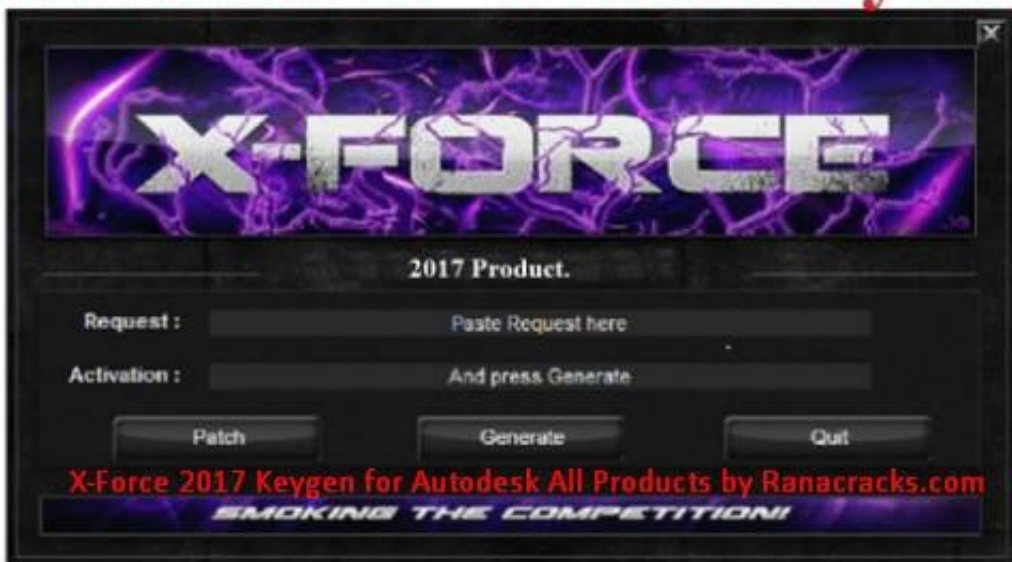 X-FORCE
2017 Product.
Request :
Paste Request here
Activation :
And press Generate
Patch
Generate
Quit
X-Force 2017 Keygen for Autodesk All Products by Ranacracks.com
SMOKING THE COMPETITION!